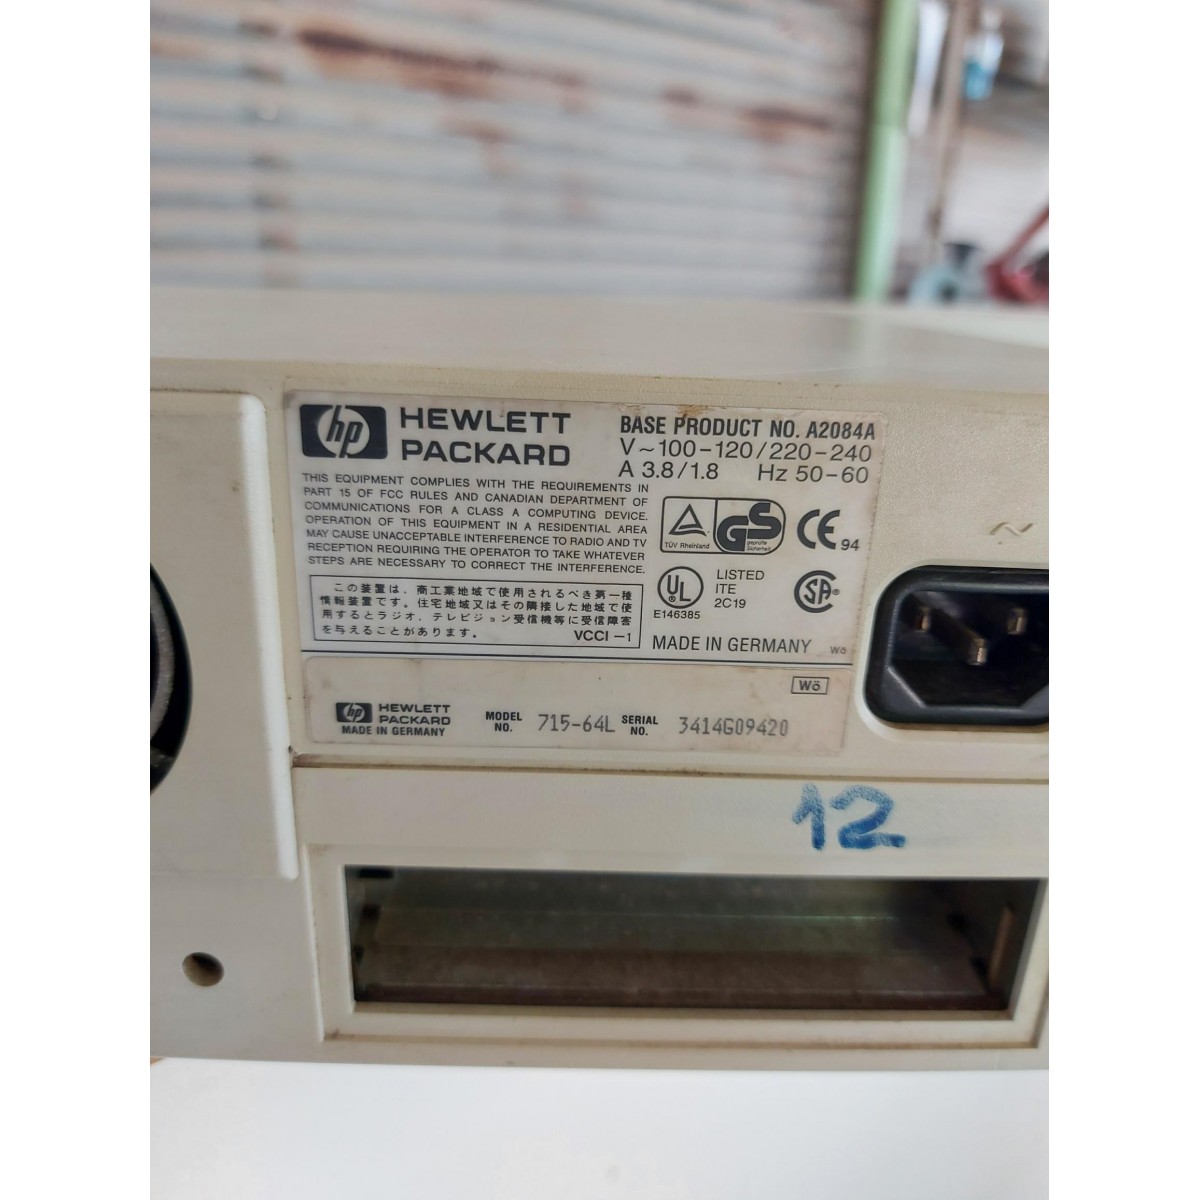 hp HEWLETT PACKARD
BASE PRODUCT NO. A2084A
V~100-120/220-240
A 3.8/1.8 Hz 50-60
THIS EQUIPMENT COMPLIES WITH THE REQUIREMENTS IN
PART 15 OF FCC RULES AND CANADIAN DEPARTMENT OF
COMMUNICATIONS FOR A CLASS A COMPUTING DEVICE.
OPERATION OF THIS EQUIPMENT IN A RESIDENTIAL AREA
MAY CAUSE UNACCEPTABLE INTERFERENCE TO RADIO AND TV
RECEPTION REQUIRING THE OPERATOR TO TAKE WHATEVER
STEPS ARE NECESSARY TO CORRECT THE INTERFERENCE.
TÜV Rheinland
GS
geprüfte
Sicherheit
CE 94
UL
E146385
LISTED
ITE
2C19
SA
この装置は、商工業地域で使用されるべき第一種
情報装置です。住宅地域又はその隣接した地域で使
用するとラジオ、テレビジョン受信機等に受信障害
を与えることがあります。 VCCI-1
MADE IN GERMANY Wö
Wö
hp HEWLETT PACKARD
MADE IN GERMANY
MODEL NO. 715-64L SERIAL NO. 3414G09420
~
12